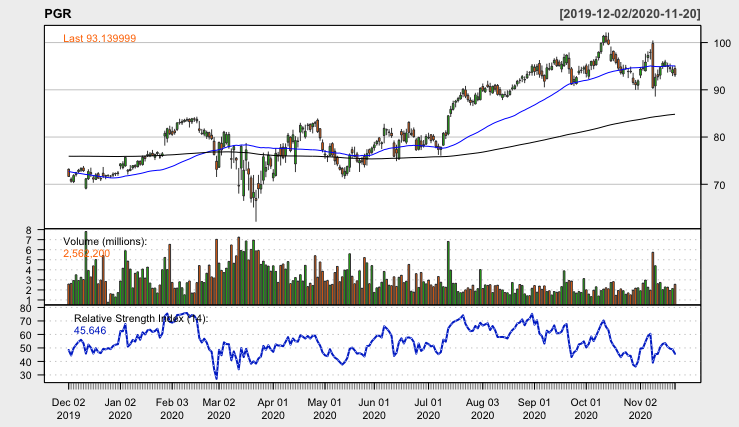 PGR [2019-12-02/2020-11-20]
Last 93.139999
100
90
80
70
Volume (millions):
2,562,200
8
7
6
5
4
3
2
1
Relative Strength Index (14):
45.646
80
70
60
50
40
30
Dec 02 2019
Jan 02 2020
Feb 03 2020
Mar 02 2020
Apr 01 2020
May 01 2020
Jun 01 2020
Jul 01 2020
Aug 03 2020
Sep 01 2020
Oct 01 2020
Nov 02 2020